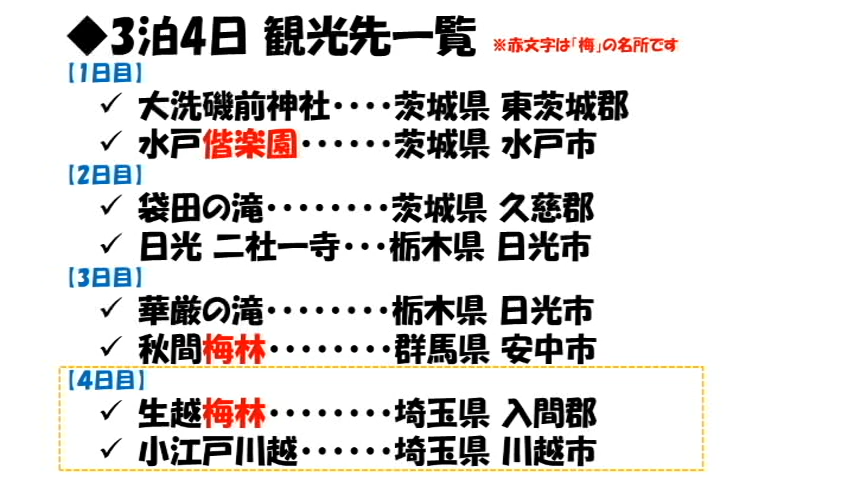 ◆3泊4日 観光先一覧 ※赤文字は「梅」の名所です
【1日目】
✓ 大洗磯前神社････茨城県 東茨城郡
✓ 水戸偕楽園･･････茨城県 水戸市
【2日目】
✓ 袋田の滝････････茨城県 久慈郡
✓ 日光 二社一寺･･･栃木県 日光市
【3日目】
✓ 華厳の滝････････栃木県 日光市
✓ 秋間梅林････････群馬県 安中市
【4日目】
✓ 生越梅林････････埼玉県 入間郡
✓ 小江戸川越･･････埼玉県 川越市